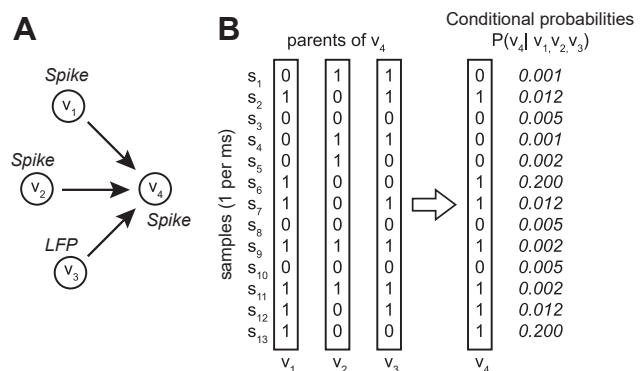 A
Spike
v1
Spike
v2
v4
Spike
LFP
v3
B
parents of v4
Conditional probabilities
P(v4| v1,v2,v3)
samples (1 per ms)
s1 0 1 1 0 0.001
s2 1 0 1 1 0.012
s3 0 0 0 0 0.005
s4 0 1 1 0 0.001
s5 0 1 0 0 0.002
s6 1 0 0 1 0.200
s7 1 0 1 1 0.012
s8 0 0 0 0 0.005
s9 1 1 1 1 0.002
s10 0 0 0 0 0.005
s11 1 1 1 1 0.002
s12 1 0 1 1 0.012
s13 1 0 0 1 0.200
v1 v2 v3 v4